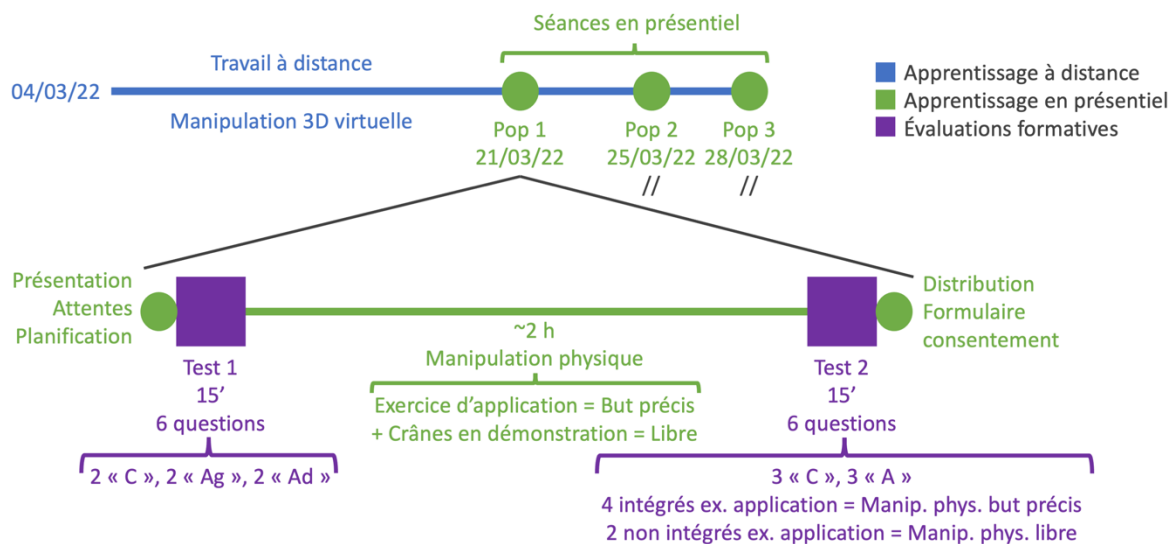 Séances en présentiel
04/03/22
Travail à distance
Manipulation 3D virtuelle
Pop 1
21/03/22
//
Pop 2
25/03/22
//
Pop 3
28/03/22
Apprentissage à distance
Apprentissage en présentiel
Évaluations formatives
Présentation
Attentes
Planification
Test 1
15’
6 questions
2 « C », 2 « Ag », 2 « Ad »
~2 h
Manipulation physique
Exercice d’application = But précis
+ Crânes en démonstration = Libre
Test 2
15’
6 questions
3 « C », 3 « A »
4 intégrés ex. application = Manip. phys. but précis
2 non intégrés ex. application = Manip. phys. libre
Distribution
Formulaire
consentement